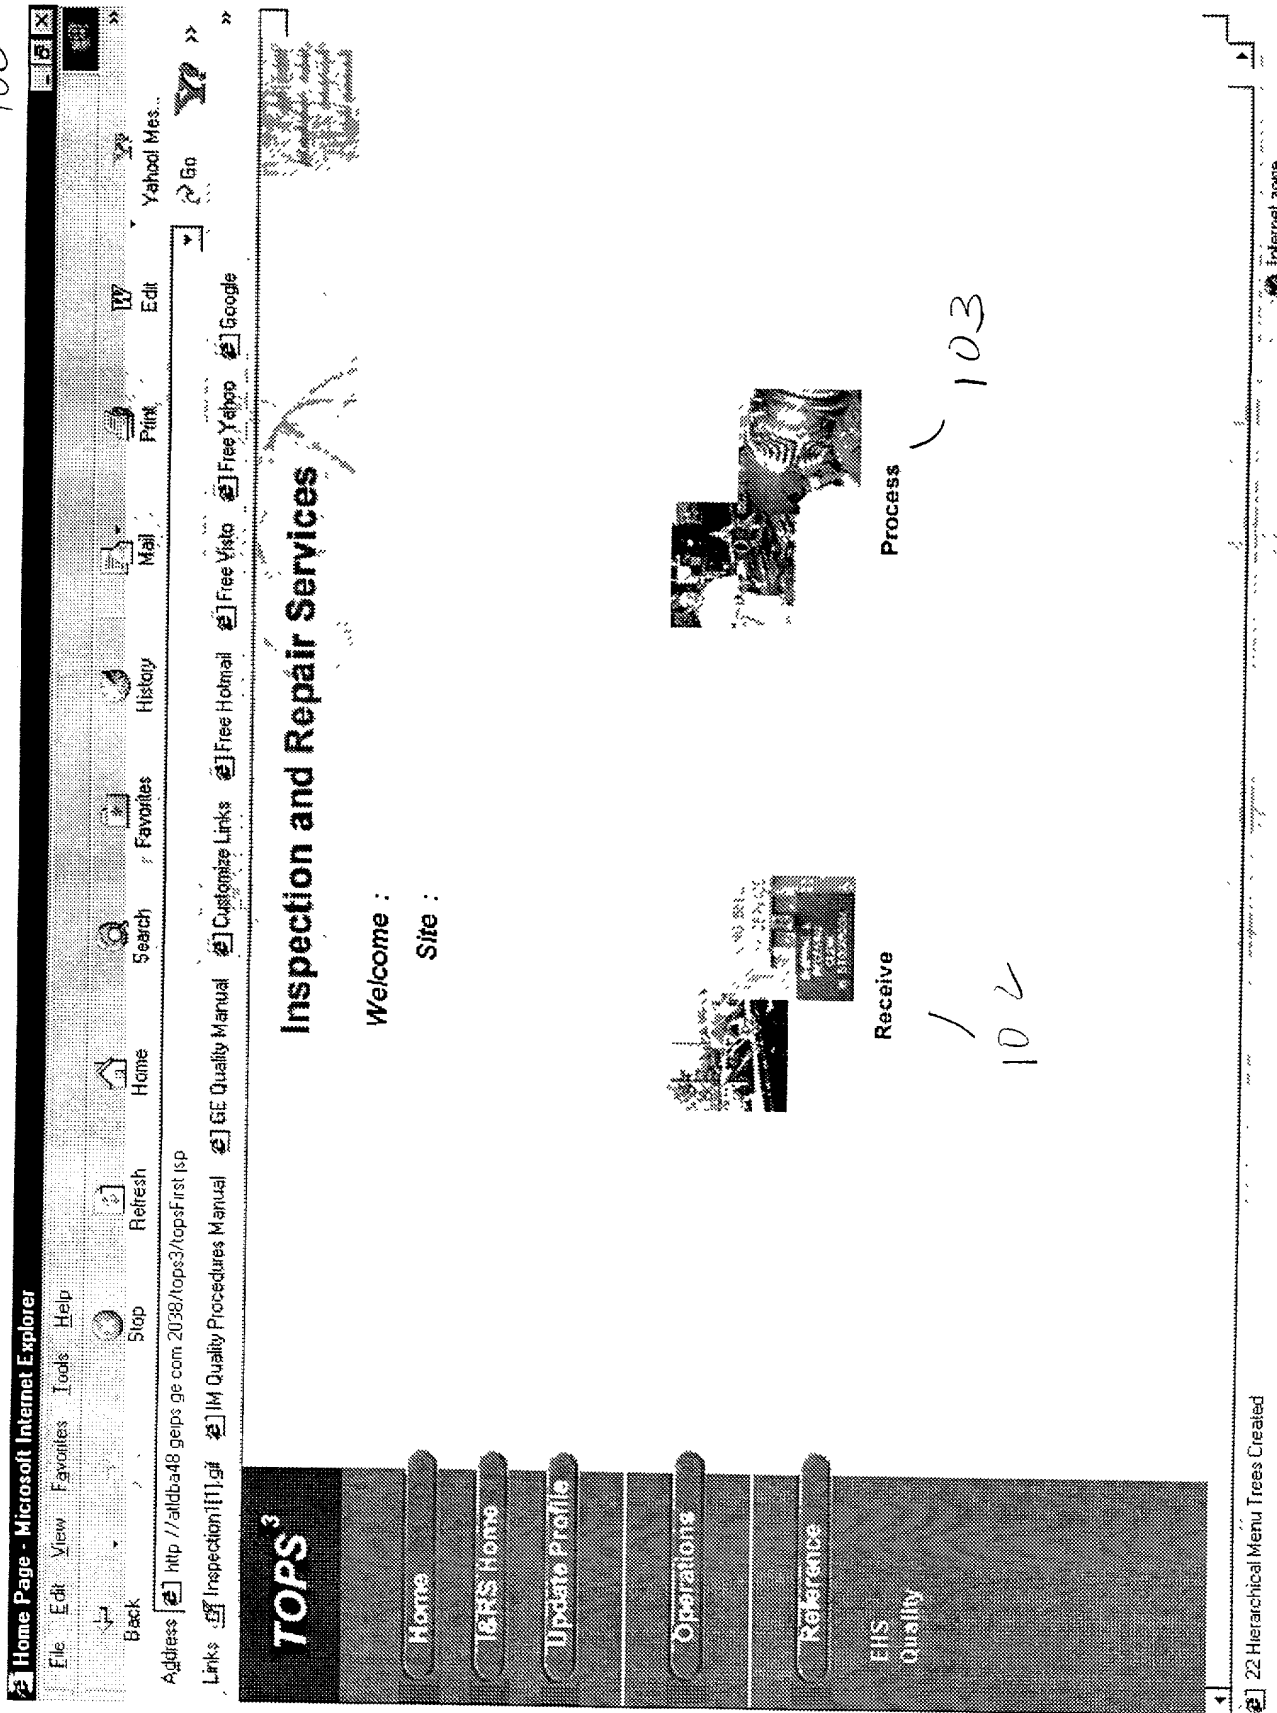 Home Page - Microsoft Internet Explorer
File Edit View Favorites Tools Help
Back Stop Refresh Home Search Favorites History Mail Print Edit Yahoo! Mes...
Address http //atldba48 geips ge com 2038/tops3/topsFirst jsp Go
Links Inspection1[1].gif IM Quality Procedures Manual GE Quality Manual Customize Links Free Hotmail Free Visto Free Yahoo Google
TOPS3
Inspection and Repair Services
Welcome :
Site :
Home
I&RS Home
Update Profile
Operations
Reference
EHS
Quality
Receive
Process
102
103
22 Hierarchical Menu Trees Created
Internet zone